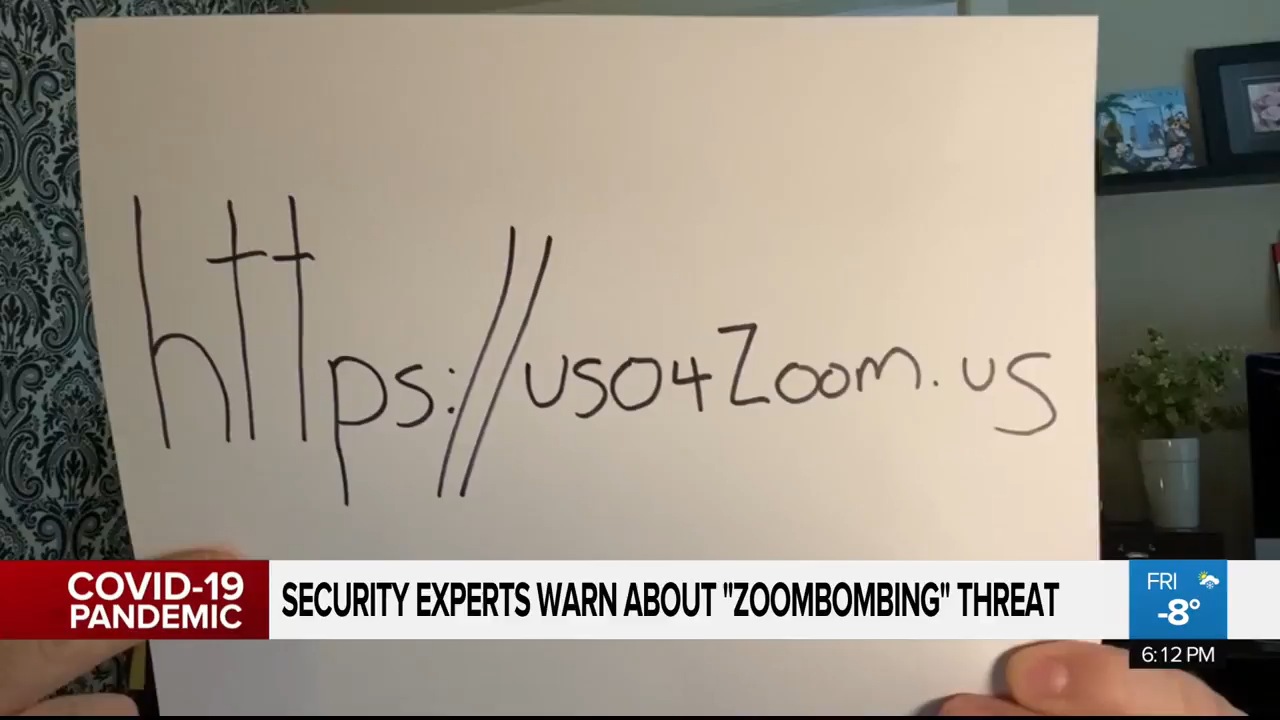 https://us04Zoom.us
COVID-19
PANDEMIC
SECURITY EXPERTS WARN ABOUT "ZOOMBOMBING" THREAT
FRI
-8°
6:12 PM